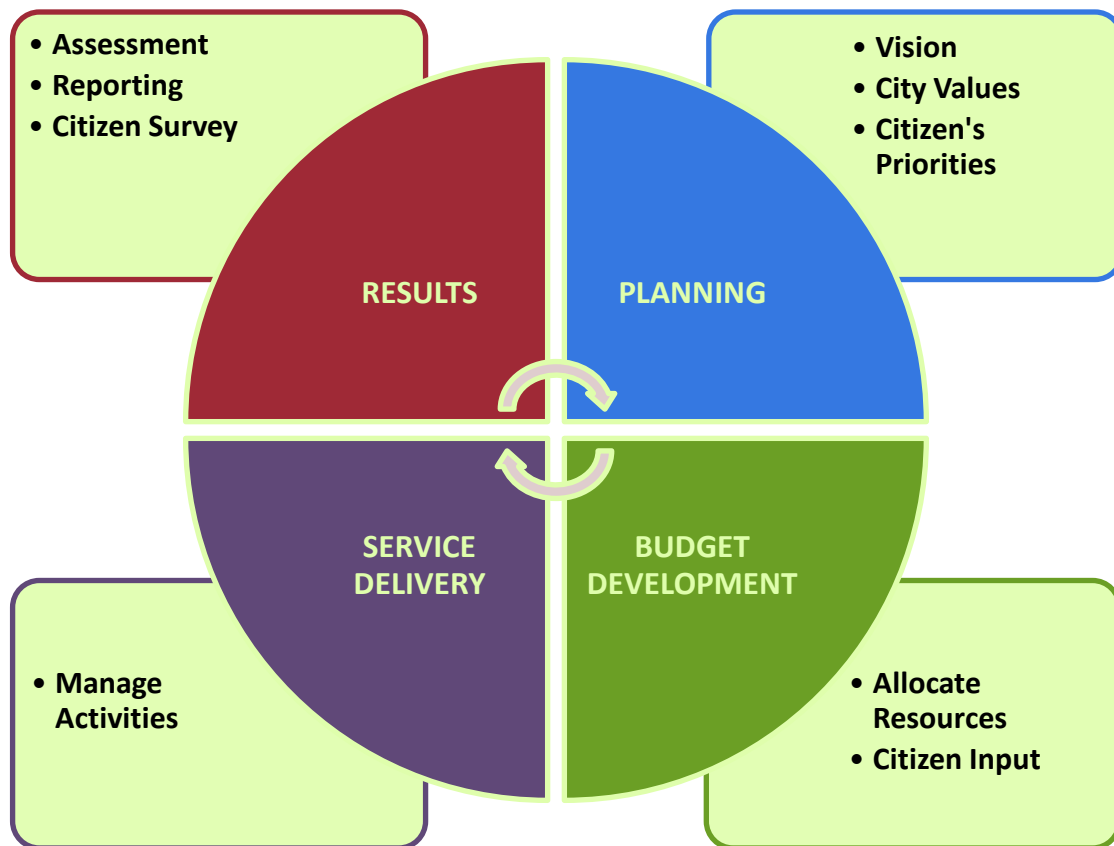 • Assessment
• Reporting
• Citizen Survey
• Vision
• City Values
• Citizen's
Priorities
RESULTS
PLANNING
SERVICE
DELIVERY
BUDGET
DEVELOPMENT
• Manage
Activities
• Allocate
Resources
• Citizen Input